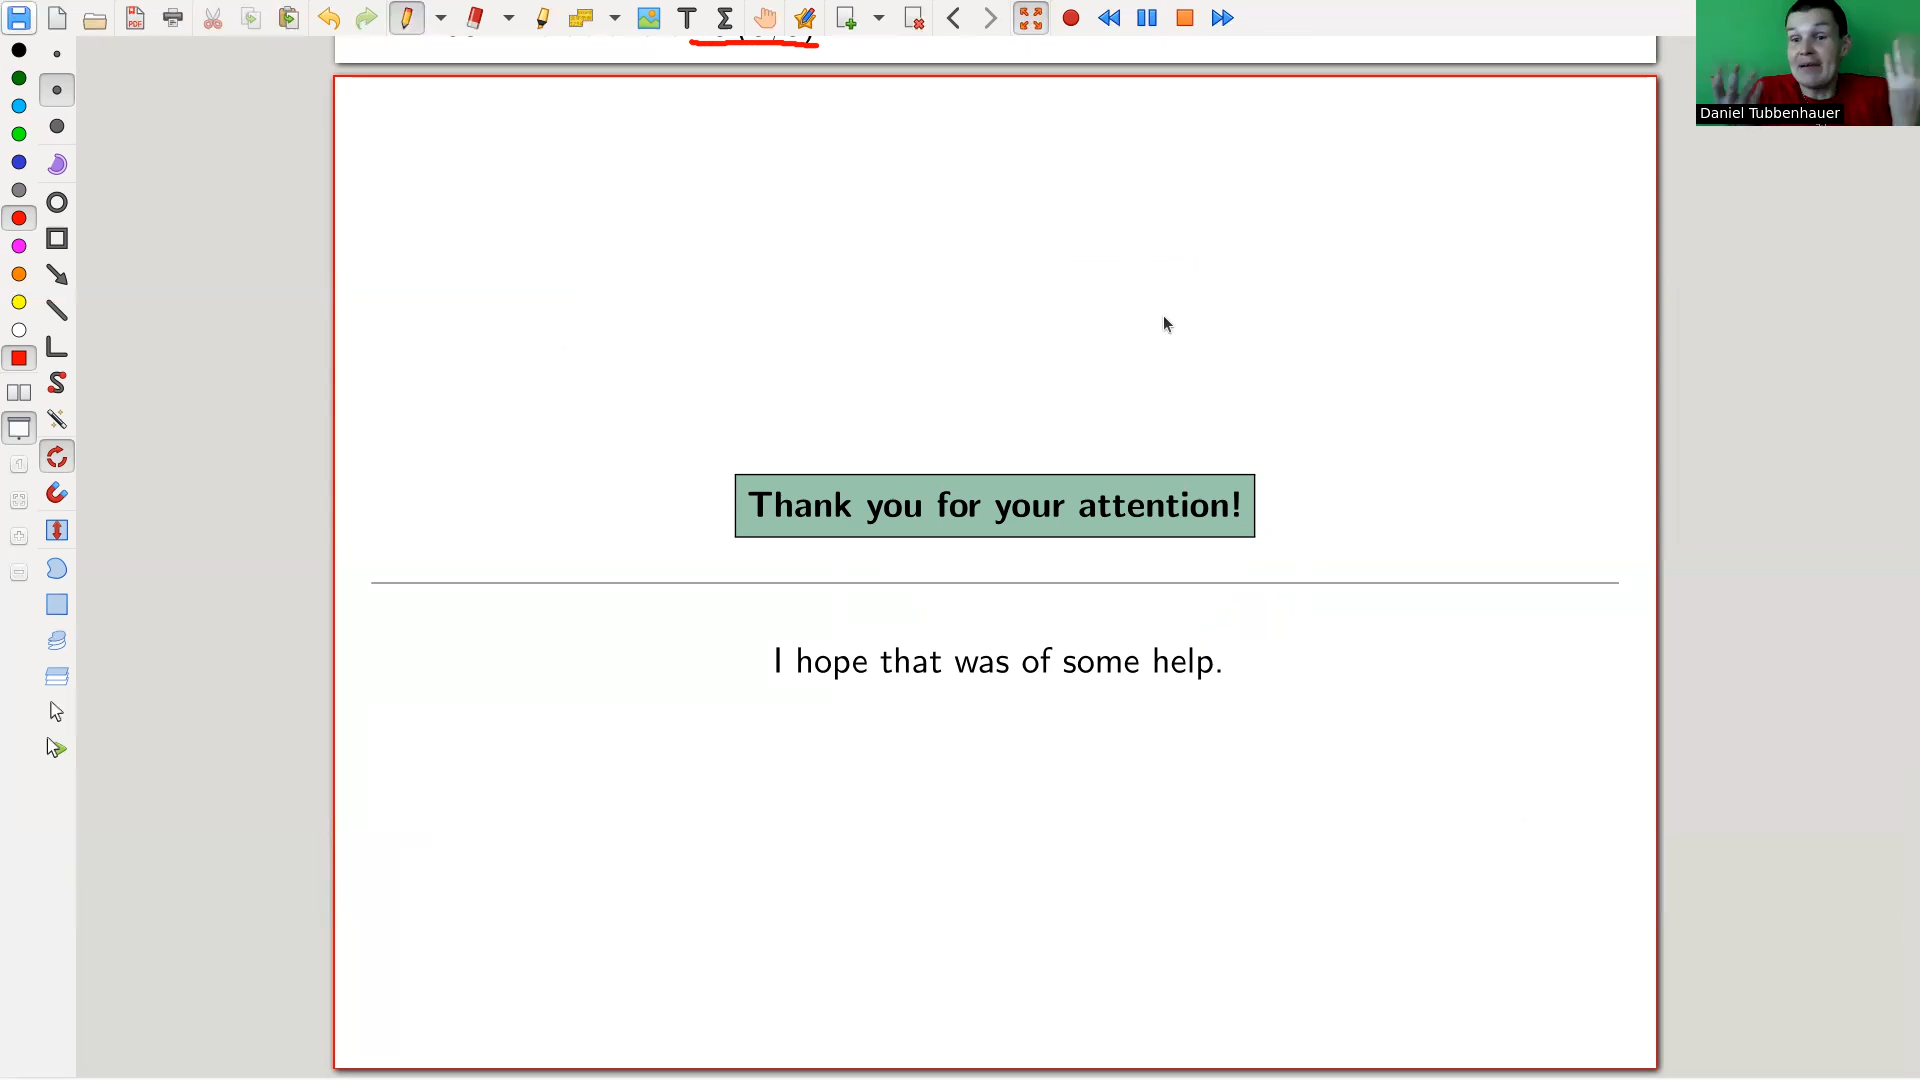 Daniel Tubbenhauer
Thank you for your attention!
I hope that was of some help.